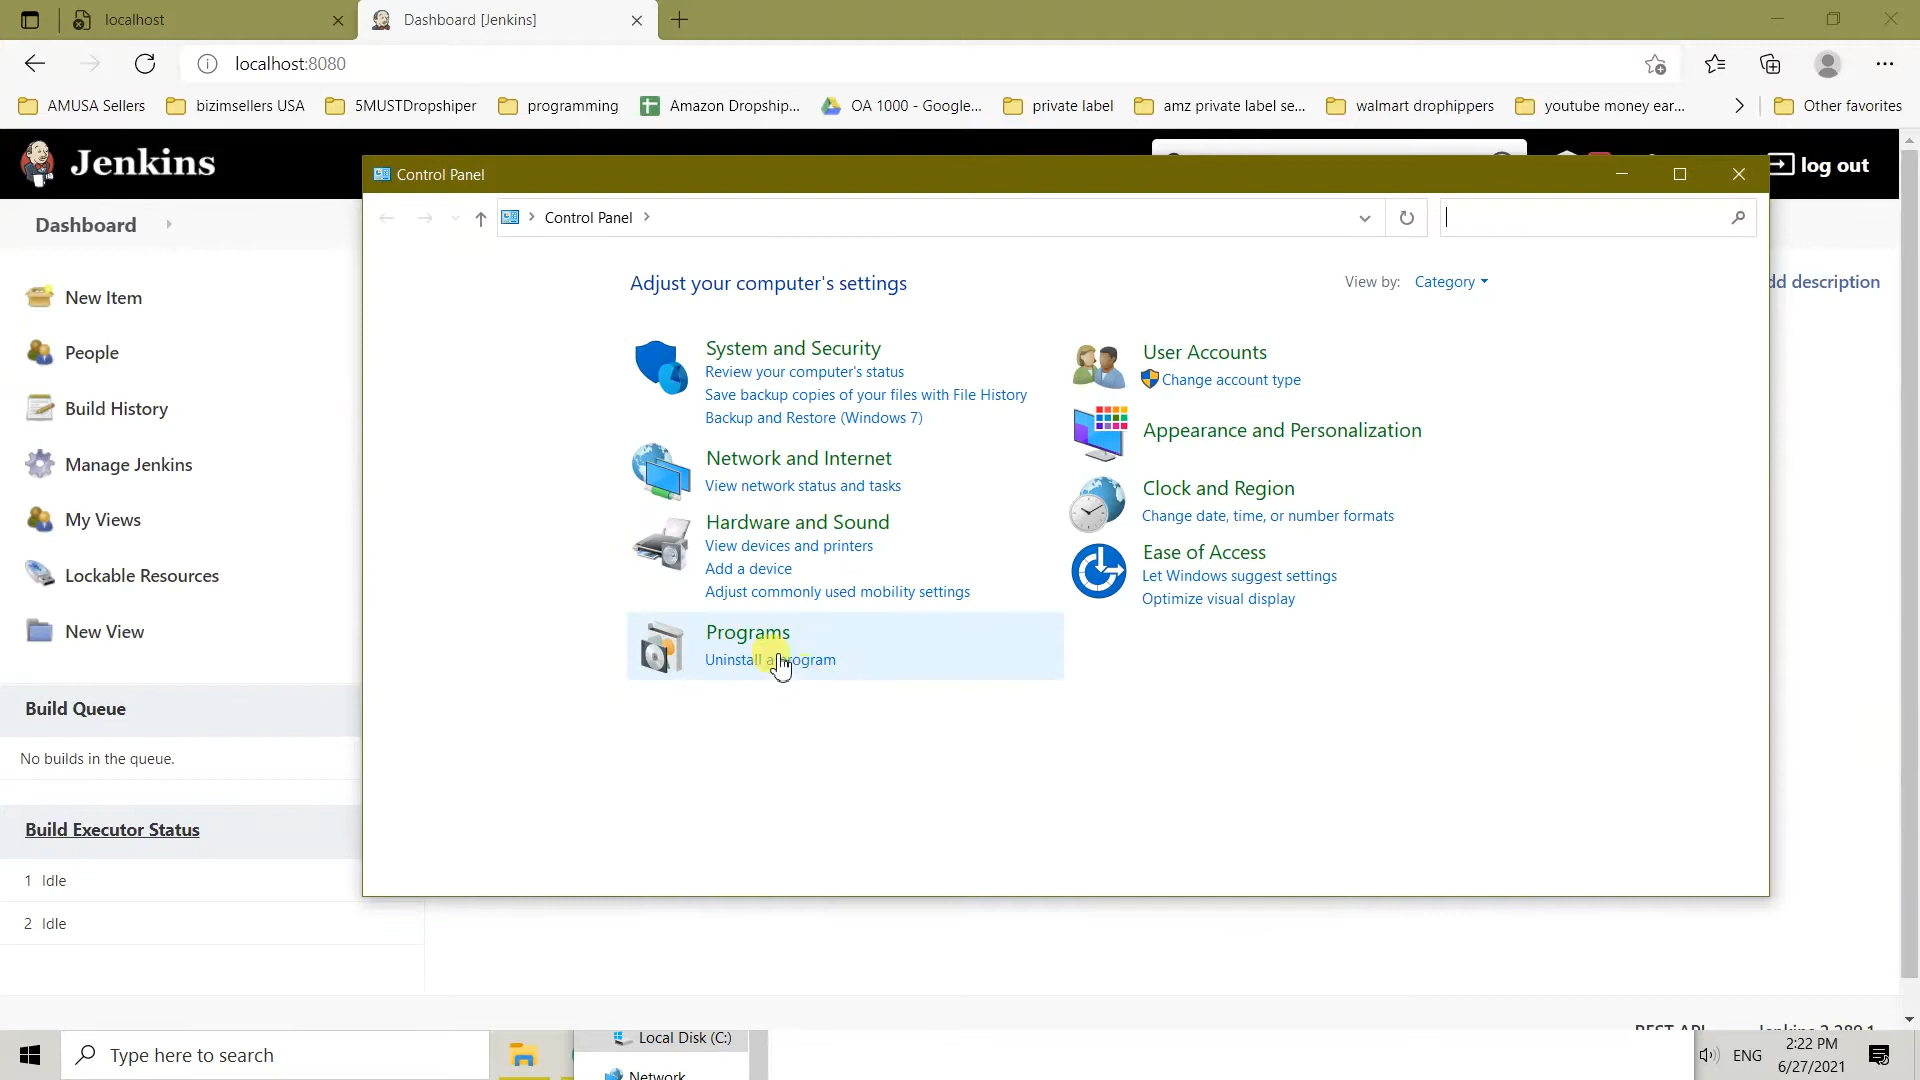 localhost
Dashboard [Jenkins]
localhost:8080
AMUSA Sellers
bizimsellers USA
5MUSTDropshiper
programming
Amazon Dropship...
OA 1000 - Google...
private label
amz private label se...
walmart drophippers
youtube money ear...
Other favorites
Jenkins
log out
Dashboard
dd description
New Item
People
Build History
Manage Jenkins
My Views
Lockable Resources
New View
Build Queue
No builds in the queue.
Build Executor Status
1 Idle
2 Idle
Control Panel
Control Panel
Adjust your computer's settings
View by: Category
System and Security
Review your computer's status
Save backup copies of your files with File History
Backup and Restore (Windows 7)
Network and Internet
View network status and tasks
Hardware and Sound
View devices and printers
Add a device
Adjust commonly used mobility settings
Programs
Uninstall a program
User Accounts
Change account type
Appearance and Personalization
Clock and Region
Change date, time, or number formats
Ease of Access
Let Windows suggest settings
Optimize visual display
REST API
Jenkins 2.289.1
Type here to search
Local Disk (C:)
Network
ENG
2:22 PM
6/27/2021